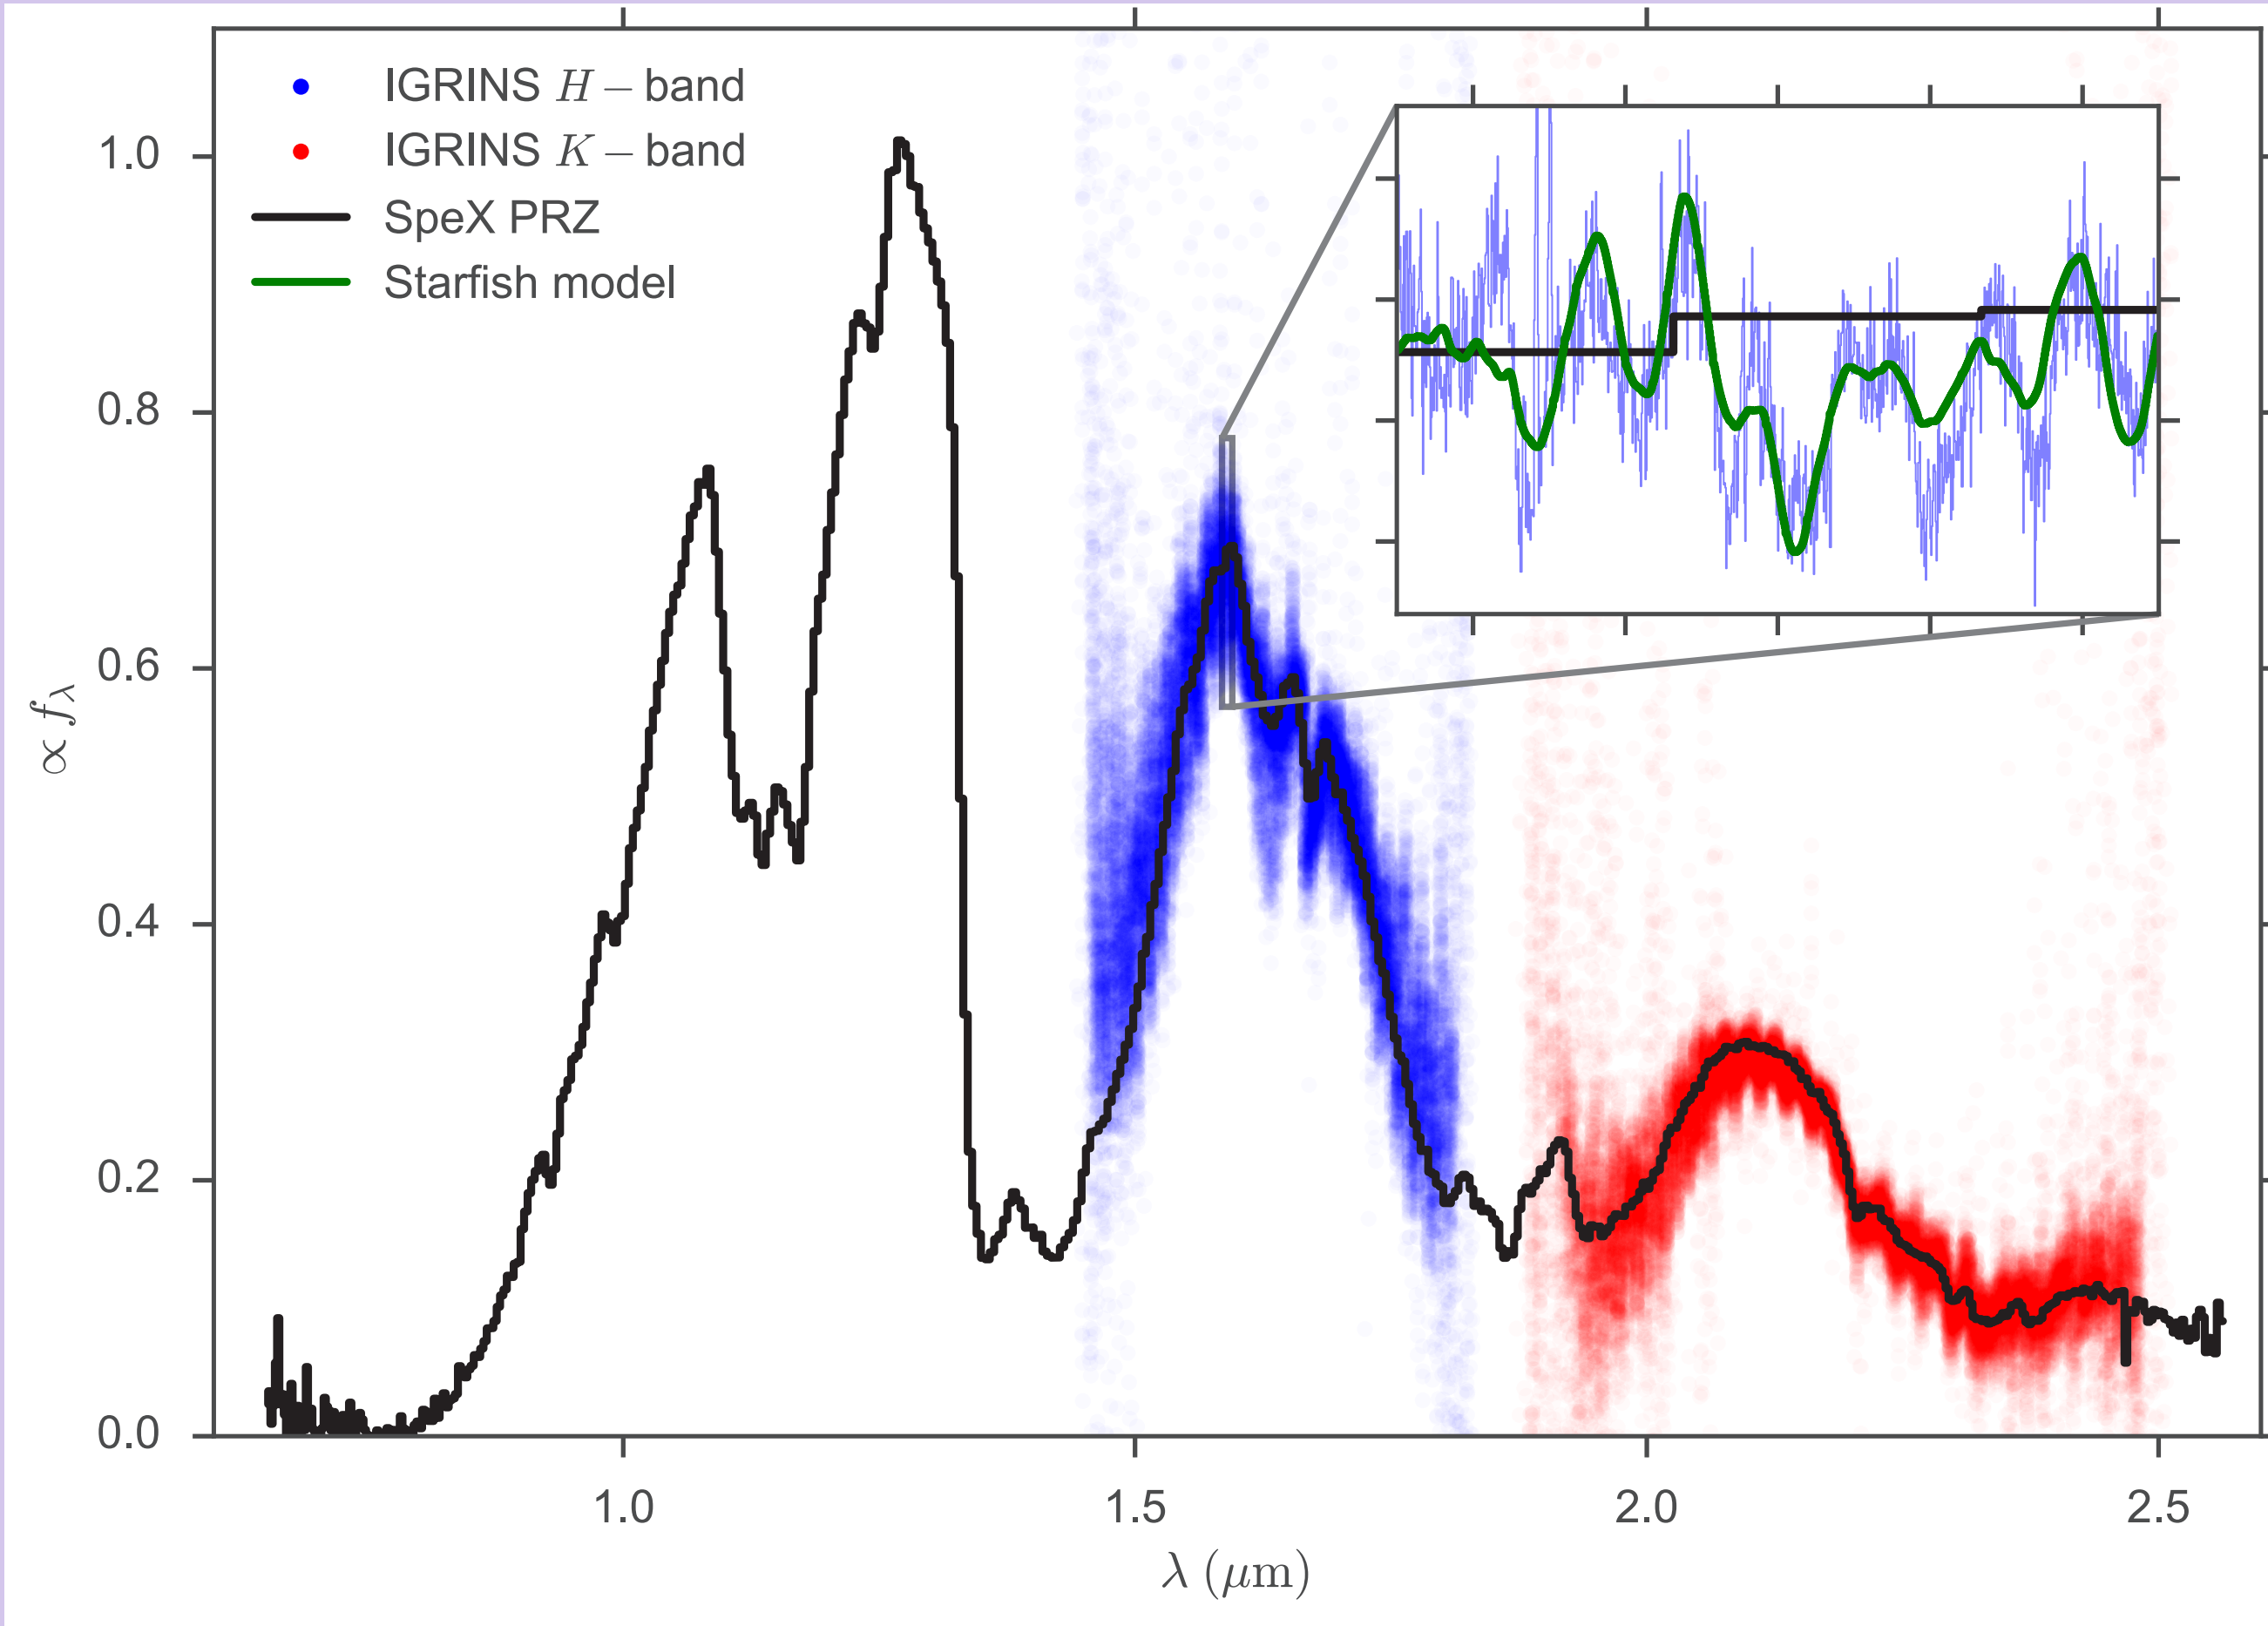 IGRINS H − band
IGRINS K − band
SpeX PRZ
Starfish model
1.0
0.8
0.6
0.4
0.2
0.0
∝ f_λ
1.0 1.5 2.0 2.5
λ (μm)